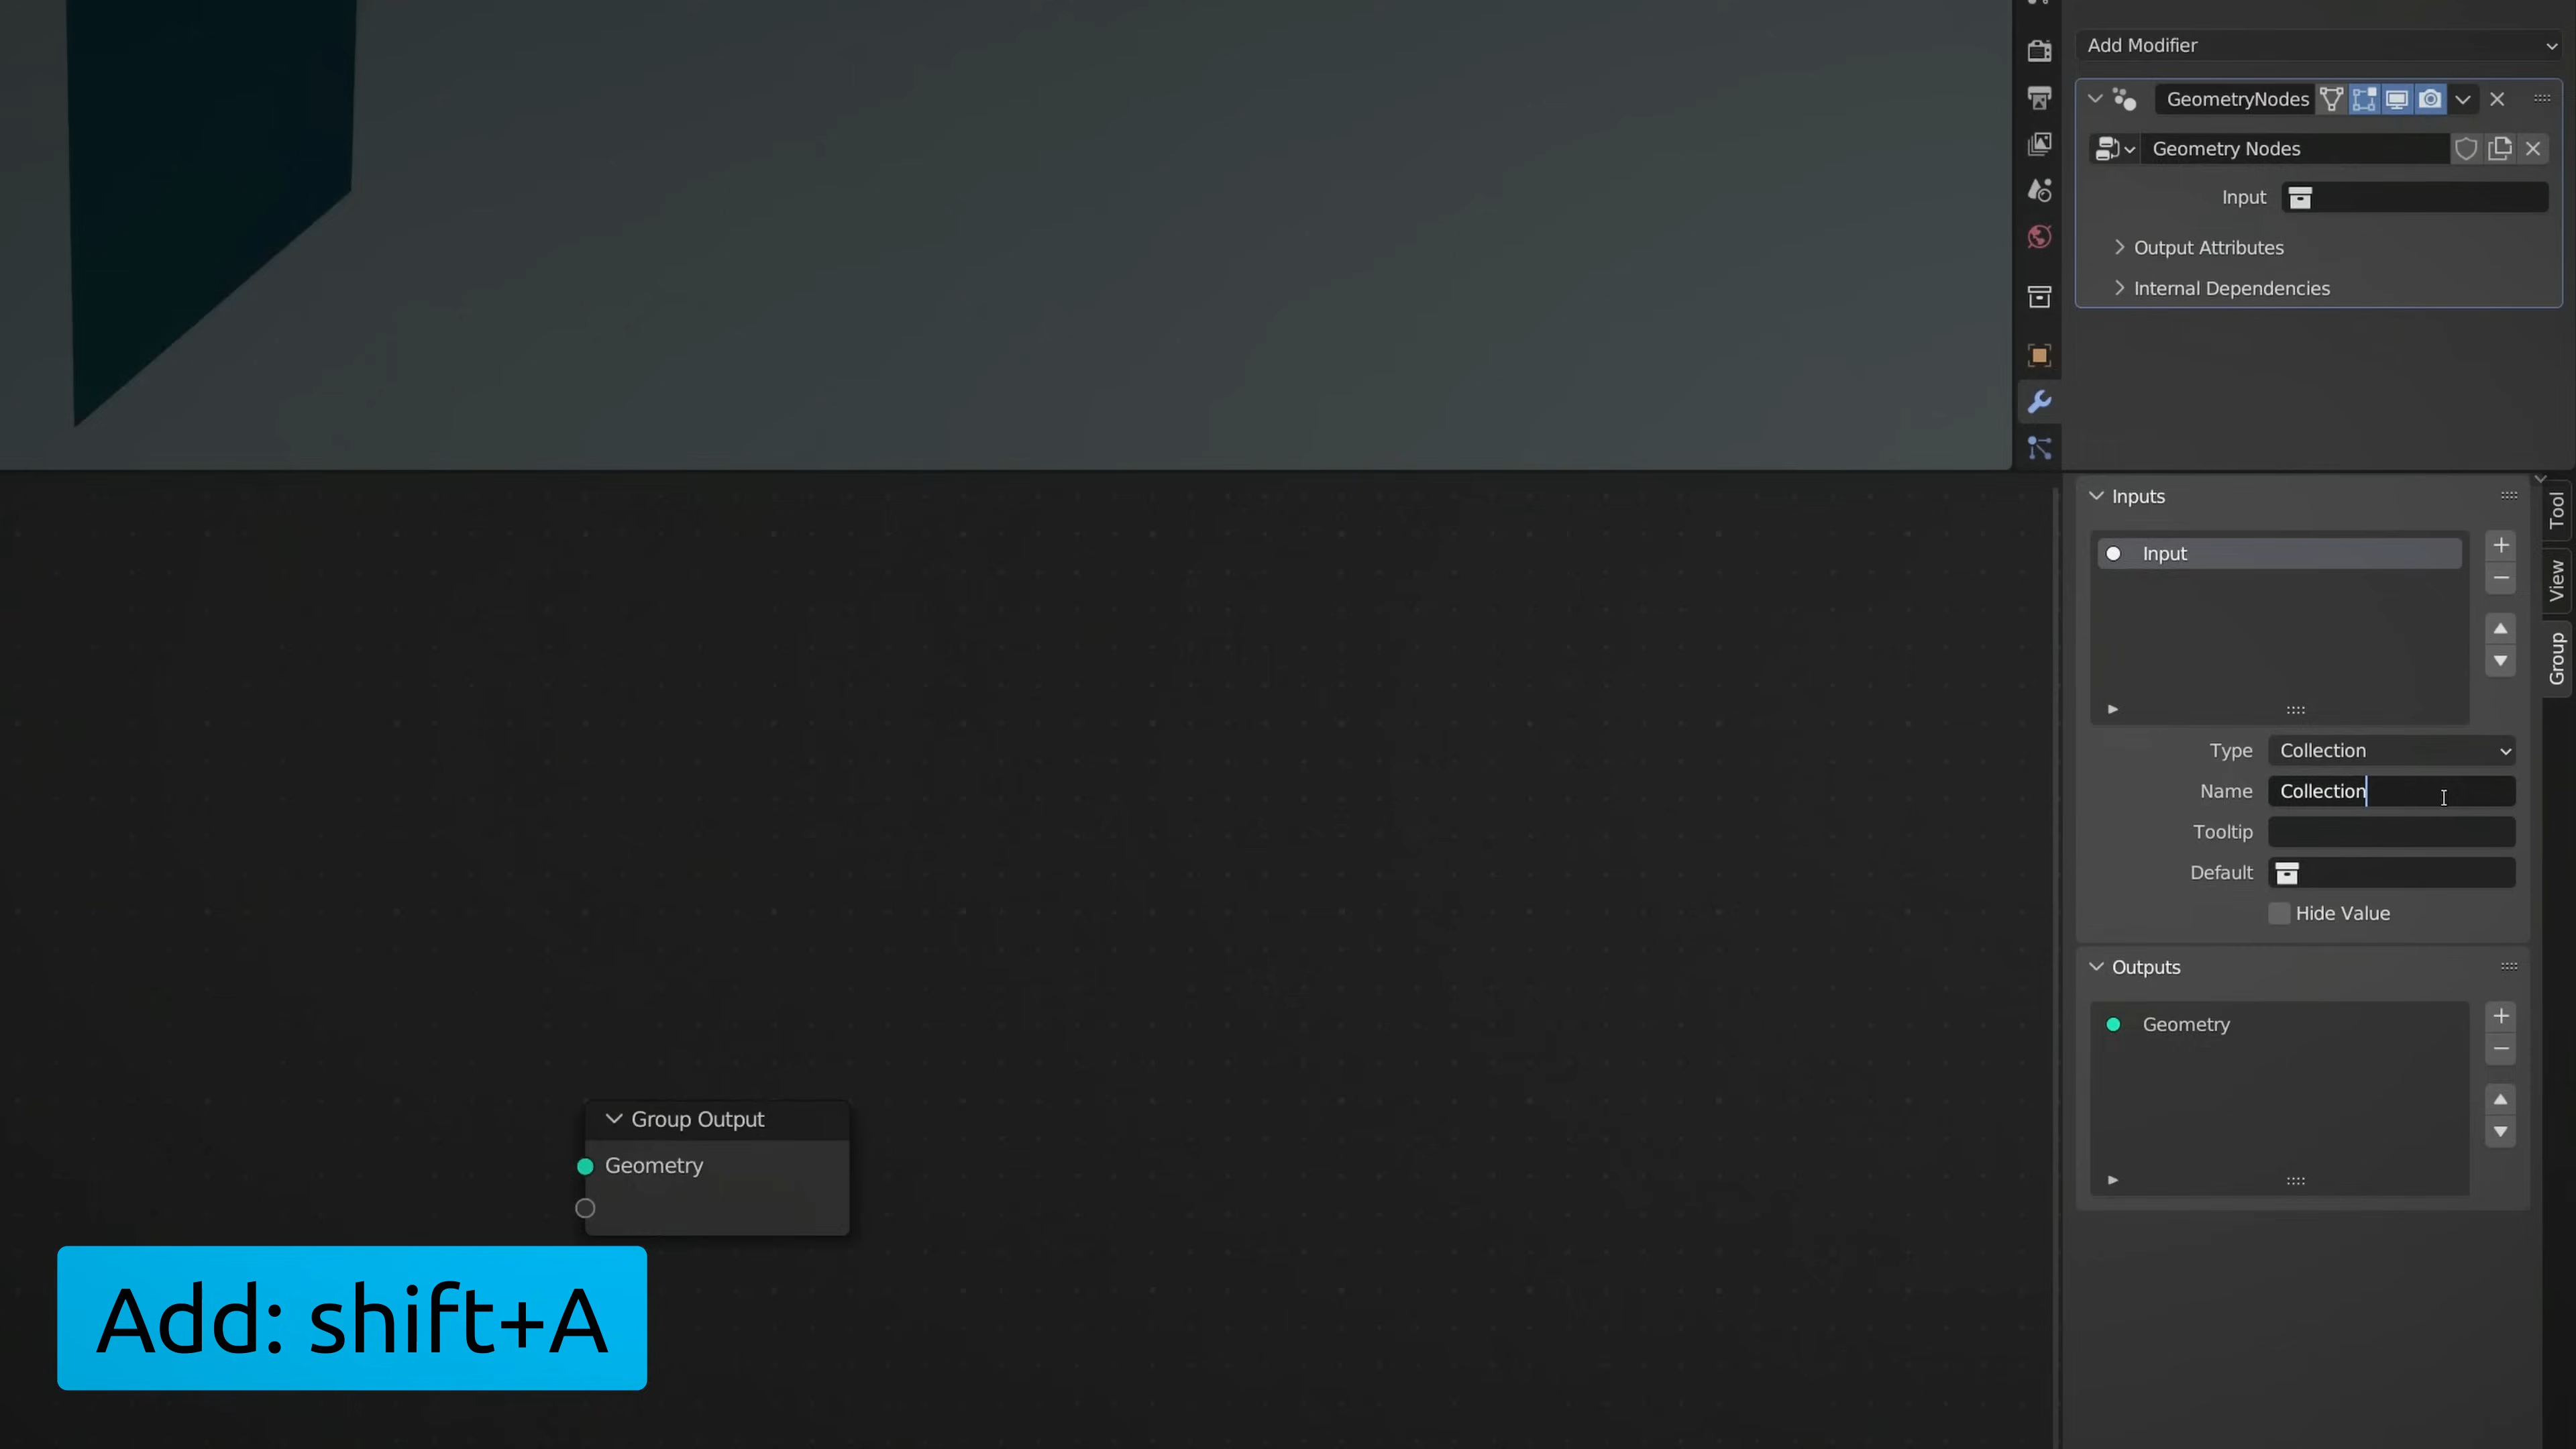 Add Modifier
GeometryNodes
Geometry Nodes
Input
Output Attributes
Internal Dependencies
Inputs
Input
Type Collection
Name Collection
Tooltip
Default
Hide Value
Outputs
Geometry
Tool
View
Group
Group Output
Geometry
Add: shift+A